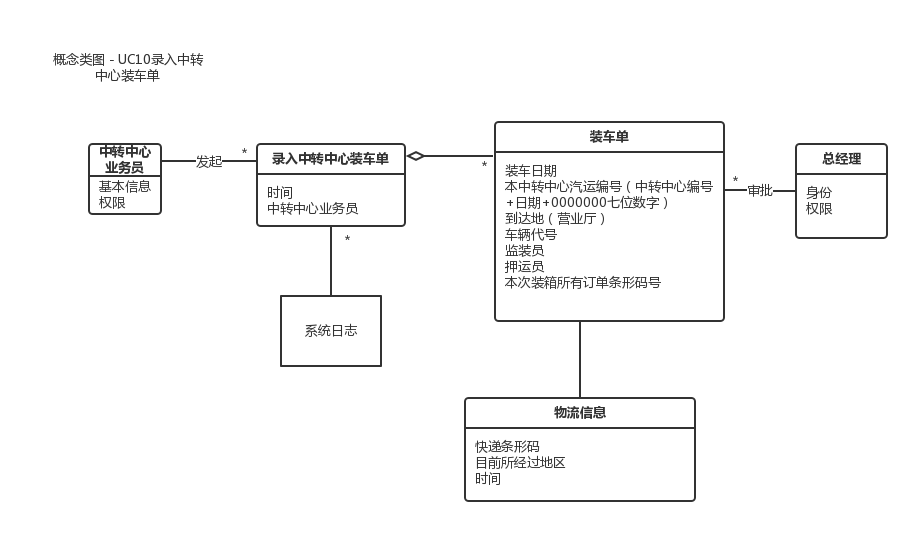 概念类图 - UC10录入中转
中心装车单
中转中心
业务员
基本信息
权限
发起
*
录入中转中心装车单
时间
中转中心业务员
*
系统日志
*
装车单
装车日期
本中转中心汽运编号（中转中心编号
+日期+0000000七位数字）
到达地（营业厅）
车辆代号
监装员
押运员
本次装箱所有订单条形码号
*
审批
总经理
身份
权限
物流信息
快递条形码
目前所经过地区
时间